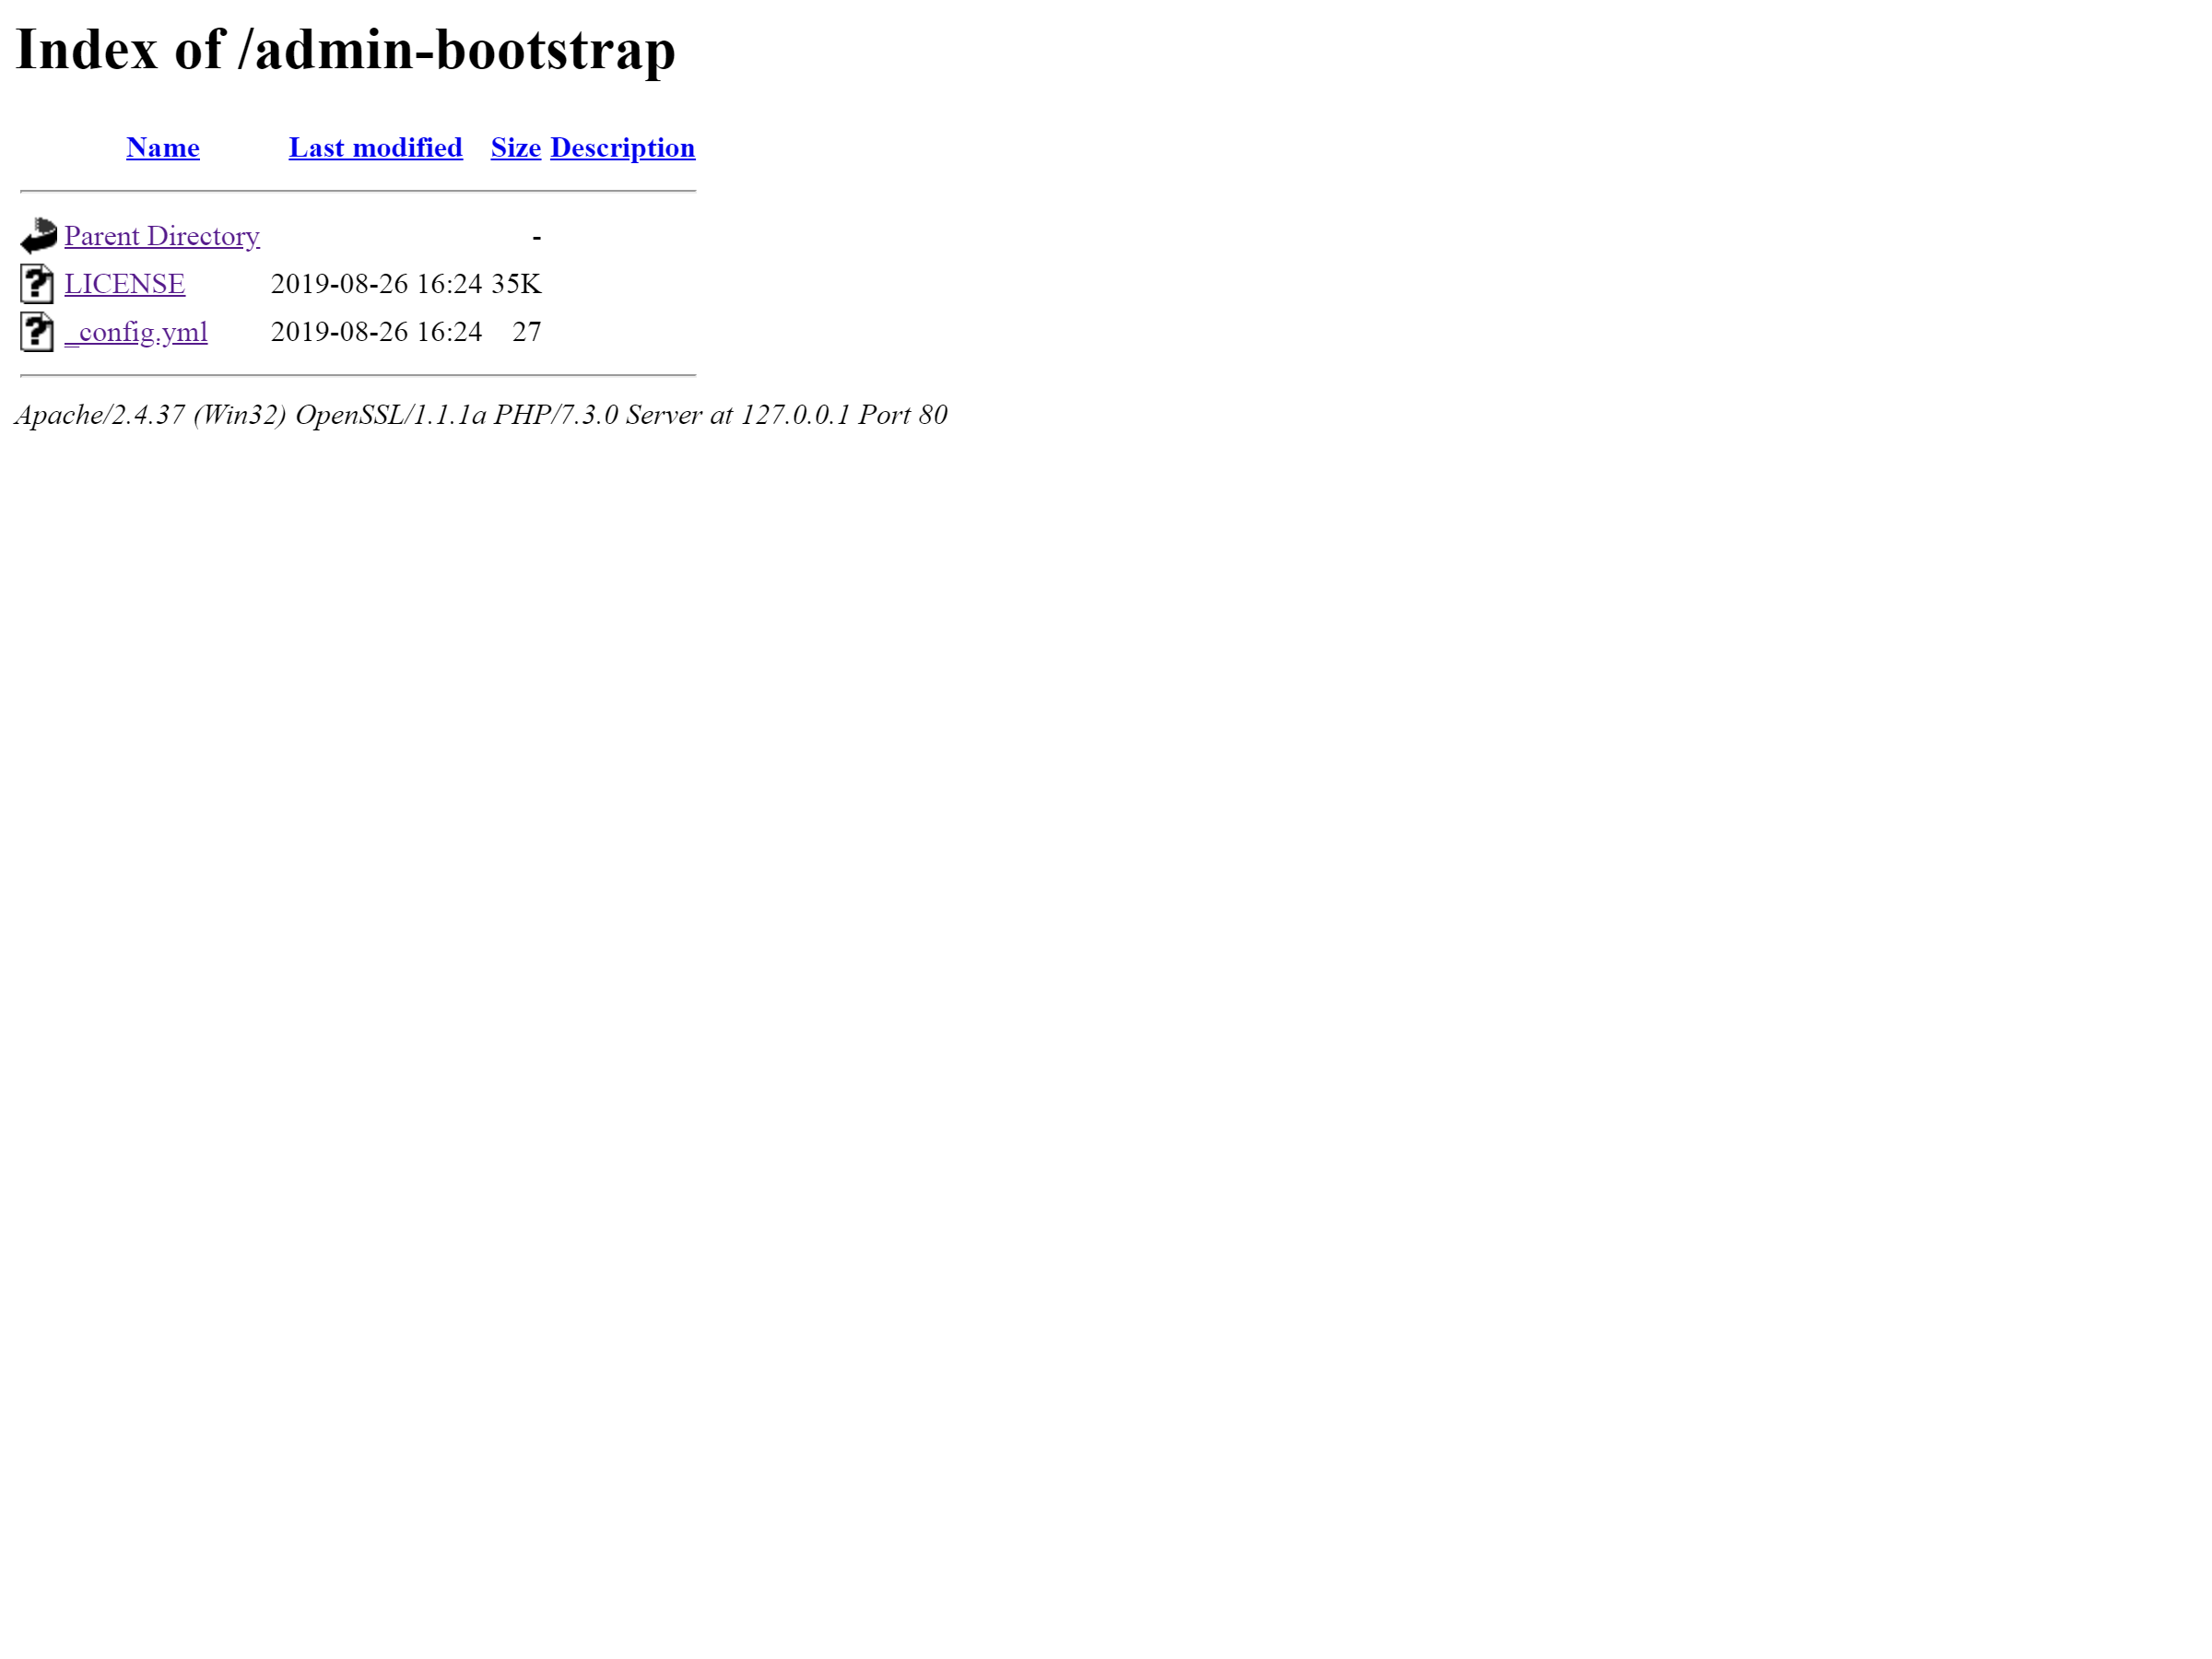 Index of /admin-bootstrap
Name Last modified Size Description
Parent Directory -
LICENSE 2019-08-26 16:24 35K
_config.yml 2019-08-26 16:24 27
Apache/2.4.37 (Win32) OpenSSL/1.1.1a PHP/7.3.0 Server at 127.0.0.1 Port 80